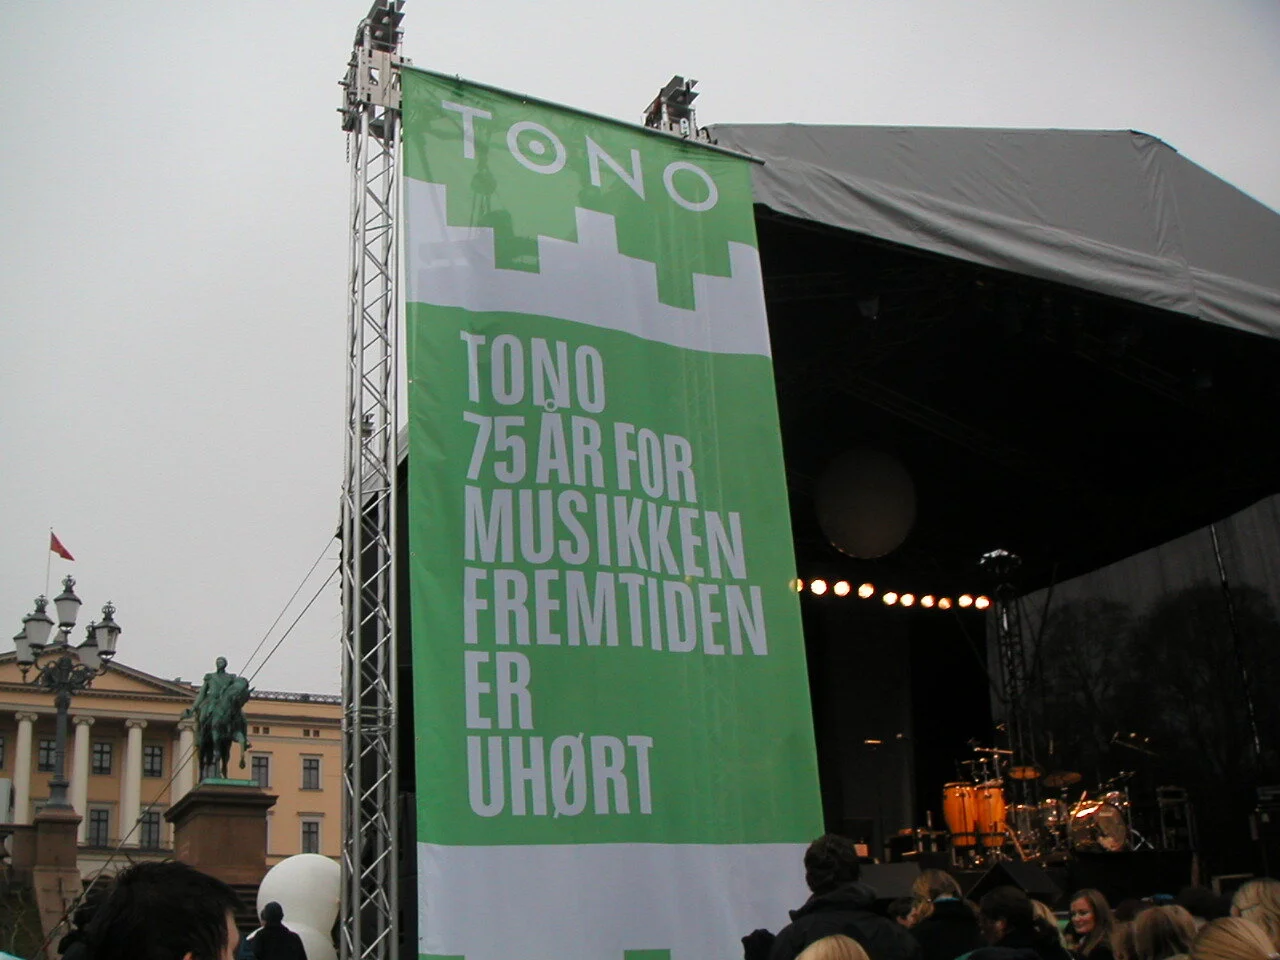 TONO
TONO
75 ÅR FOR
MUSIKKEN
FREMTIDEN
ER
UHØRT